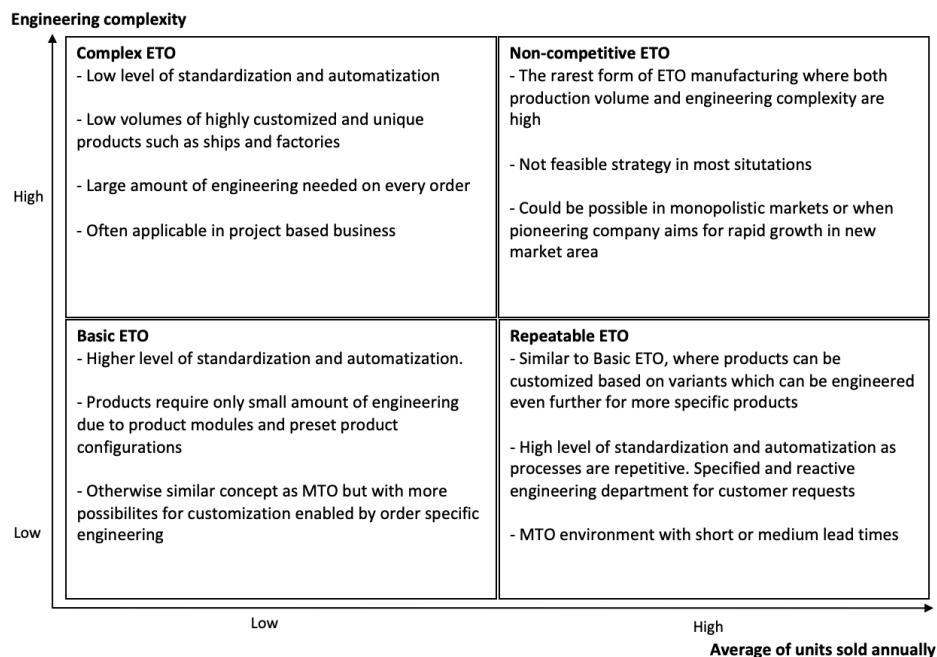 Engineering complexity
Complex ETO
- Low level of standardization and automatization
- Low volumes of highly customized and unique
products such as ships and factories
- Large amount of engineering needed on every order
- Often applicable in project based business
Non-competitive ETO
- The rarest form of ETO manufacturing where both
production volume and engineering complexity are
high
- Not feasible strategy in most situtations
- Could be possible in monopolistic markets or when
pioneering company aims for rapid growth in new
market area
High
Basic ETO
- Higher level of standardization and automatization.
- Products require only small amount of engineering
due to product modules and preset product
configurations
- Otherwise similar concept as MTO but with more
possibilites for customization enabled by order specific
engineering
Repeatable ETO
- Similar to Basic ETO, where products can be
customized based on variants which can be engineered
even further for more specific products
- High level of standardization and automatization as
processes are repetitive. Specified and reactive
engineering department for customer requests
- MTO environment with short or medium lead times
Low
Low
High
Average of units sold annually